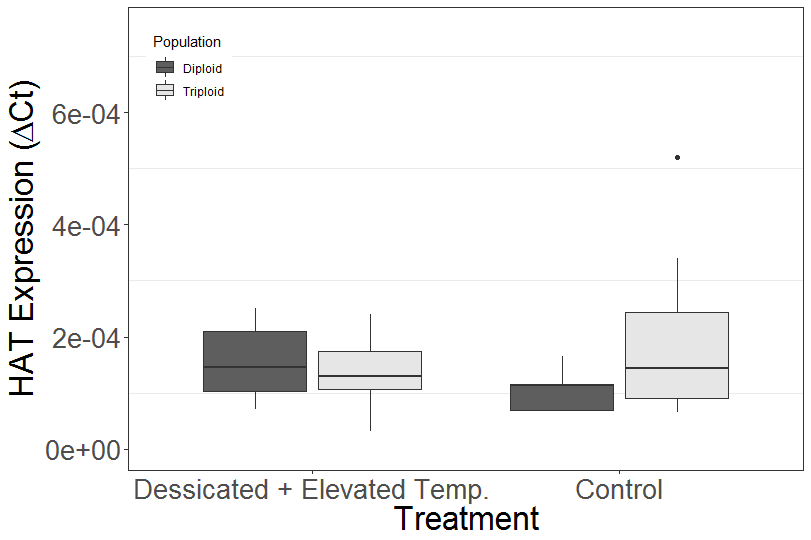 HAT Expression (ΔCt)
Population
Diploid
Triploid
6e-04
4e-04
2e-04
0e+00
Dessicated + Elevated Temp.
Control
Treatment